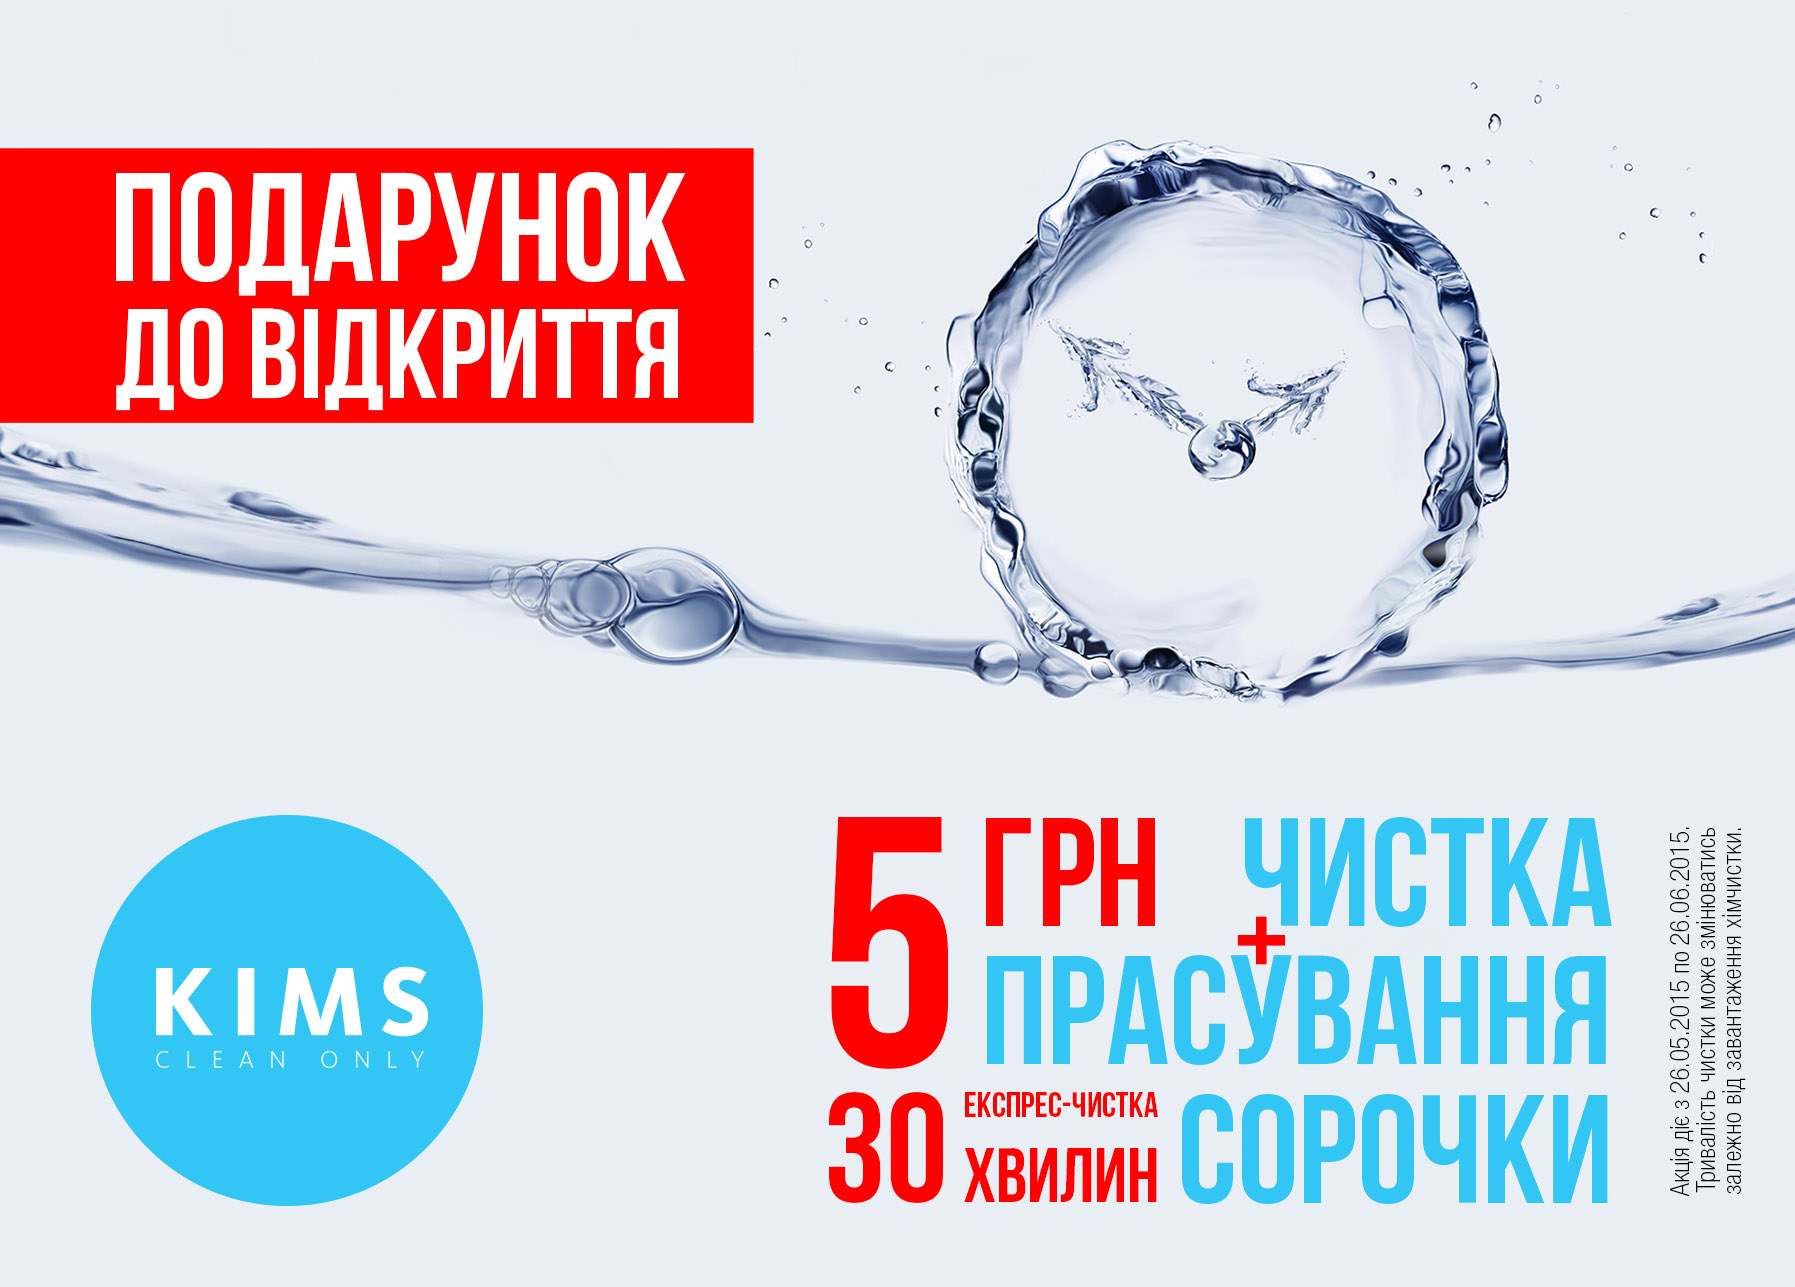 ПОДАРУНОК
ДО ВІДКРИТТЯ
KIMS
CLEAN ONLY
5 ГРН ЧИСТКА
+
ПРАСУВАННЯ
30 ЕКСПРЕС-ЧИСТКА
ХВИЛИН СОРОЧКИ
Акція діє з 26.05.2015 по 26.06.2015.
Тривалість чистки може змінюватись
залежно від завантаження хімчистки.